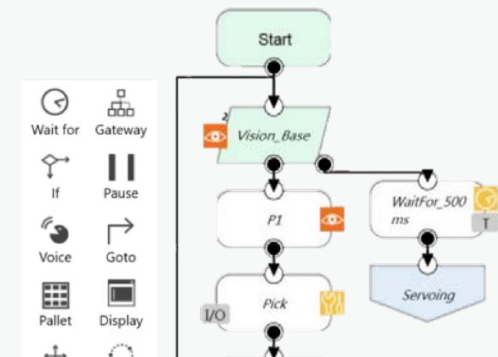 Start
Wait for
Gateway
Vision_Base
If
Pause
P1
WaitFor_500
ms
T
Voice
Goto
Pick
I/O
Servoing
Pallet
Display